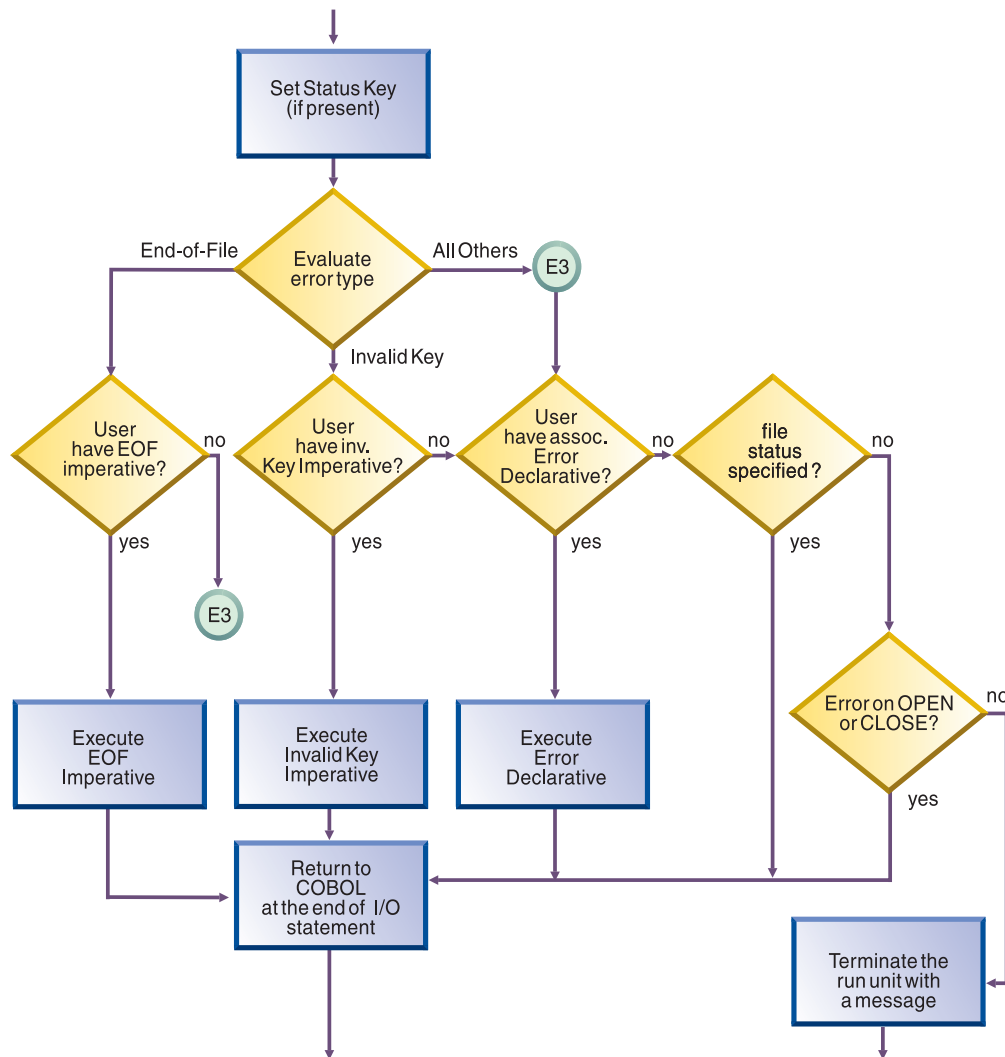 Set Status Key
(if present)
End-of-File
All Others
Evaluate
error type
E3
Invalid Key
User
have EOF
imperative?
no
User
have inv.
Key Imperative?
no
User
have assoc.
Error
Declarative?
no
file
status
specified ?
no
yes
yes
yes
yes
E3
Error on OPEN
or CLOSE?
no
yes
Execute
EOF
Imperative
Execute
Invalid Key
Imperative
Execute
Error
Declarative
Return to
COBOL
at the end of I/O
statement
Terminate the
run unit with
a message